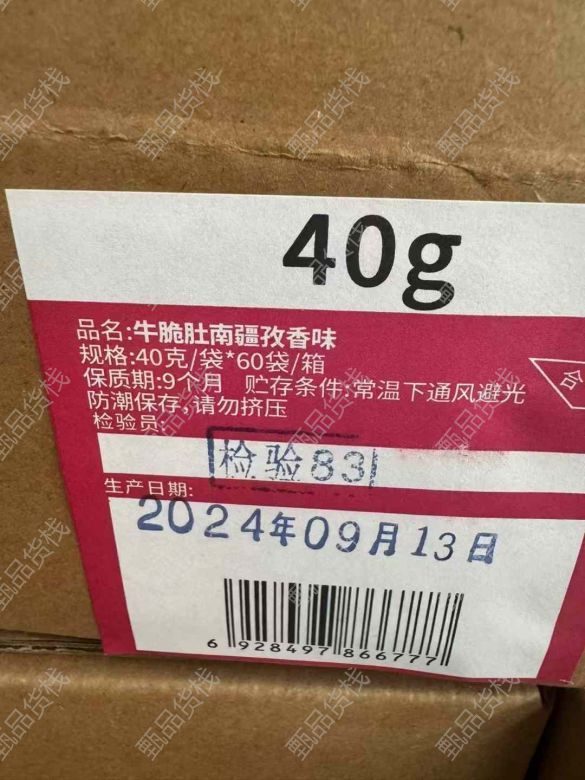 40g
品名:牛脆肚南疆孜香味
规格:40克/袋*60袋/箱
保质期:9个月 贮存条件:常温下通风避光
防潮保存,请勿挤压
检验员:
合
检验83
生产日期:
2024年09月13日
6 928497 866777
甄品货栈